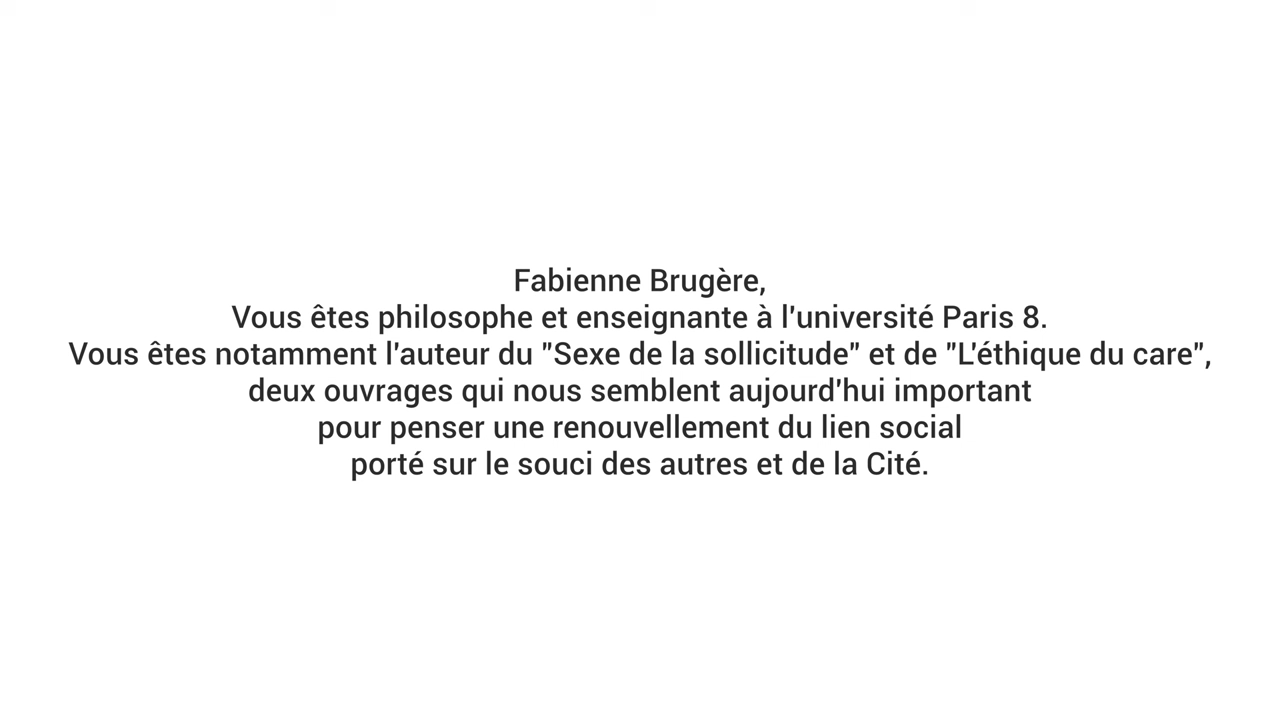 Fabienne Brugère,
Vous êtes philosophe et enseignante à l'université Paris 8.
Vous êtes notamment l'auteur du "Sexe de la sollicitude" et de "L'éthique du care",
deux ouvrages qui nous semblent aujourd'hui important
pour penser une renouvellement du lien social
porté sur le souci des autres et de la Cité.